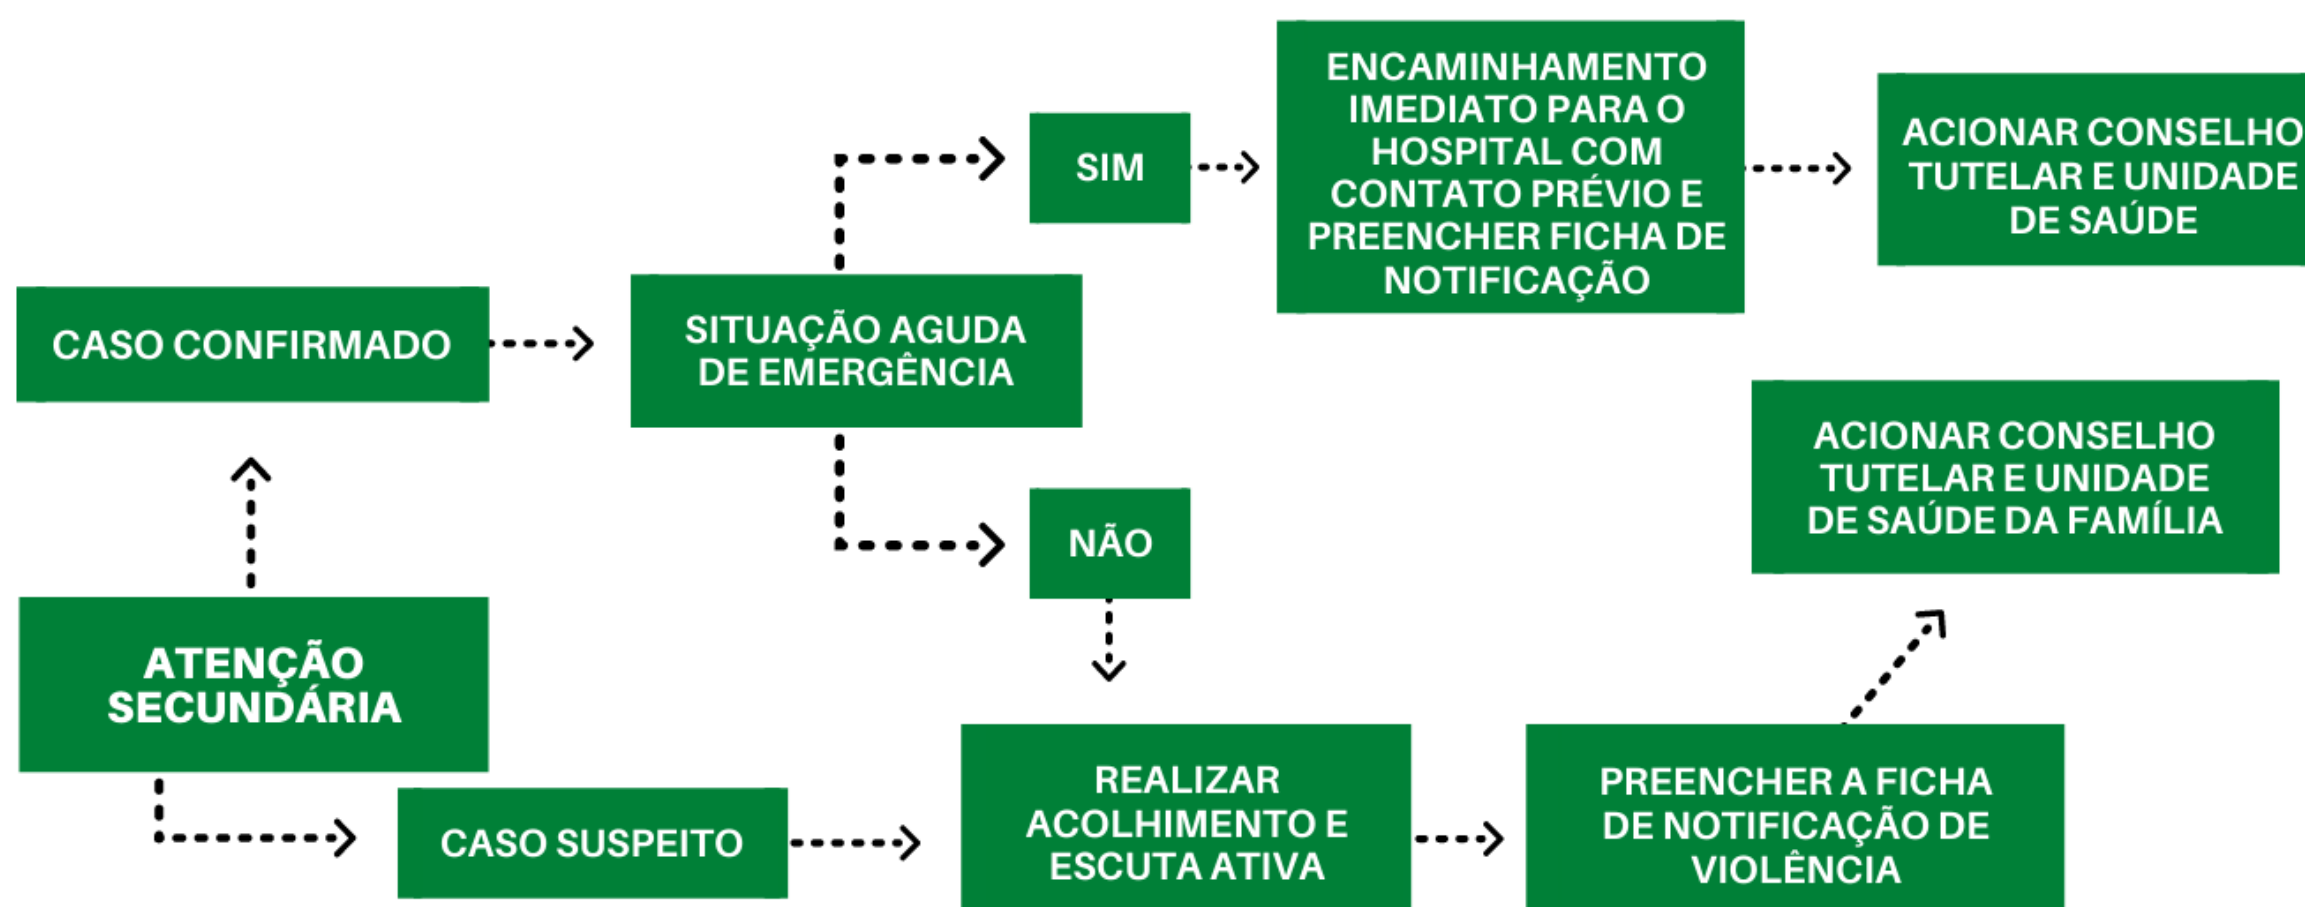 ENCAMINHAMENTO
IMEDIATO PARA O
HOSPITAL COM
CONTATO PRÉVIO E
PREENCHER FICHA DE
NOTIFICAÇÃO
ACIONAR CONSELHO
TUTELAR E UNIDADE
DE SAÚDE
SIM
CASO CONFIRMADO
SITUAÇÃO AGUDA
DE EMERGÊNCIA
ACIONAR CONSELHO
TUTELAR E UNIDADE
DE SAÚDE DA FAMÍLIA
NÃO
ATENÇÃO
SECUNDÁRIA
CASO SUSPEITO
REALIZAR
ACOLHIMENTO E
ESCUTA ATIVA
PREENCHER A FICHA
DE NOTIFICAÇÃO DE
VIOLÊNCIA